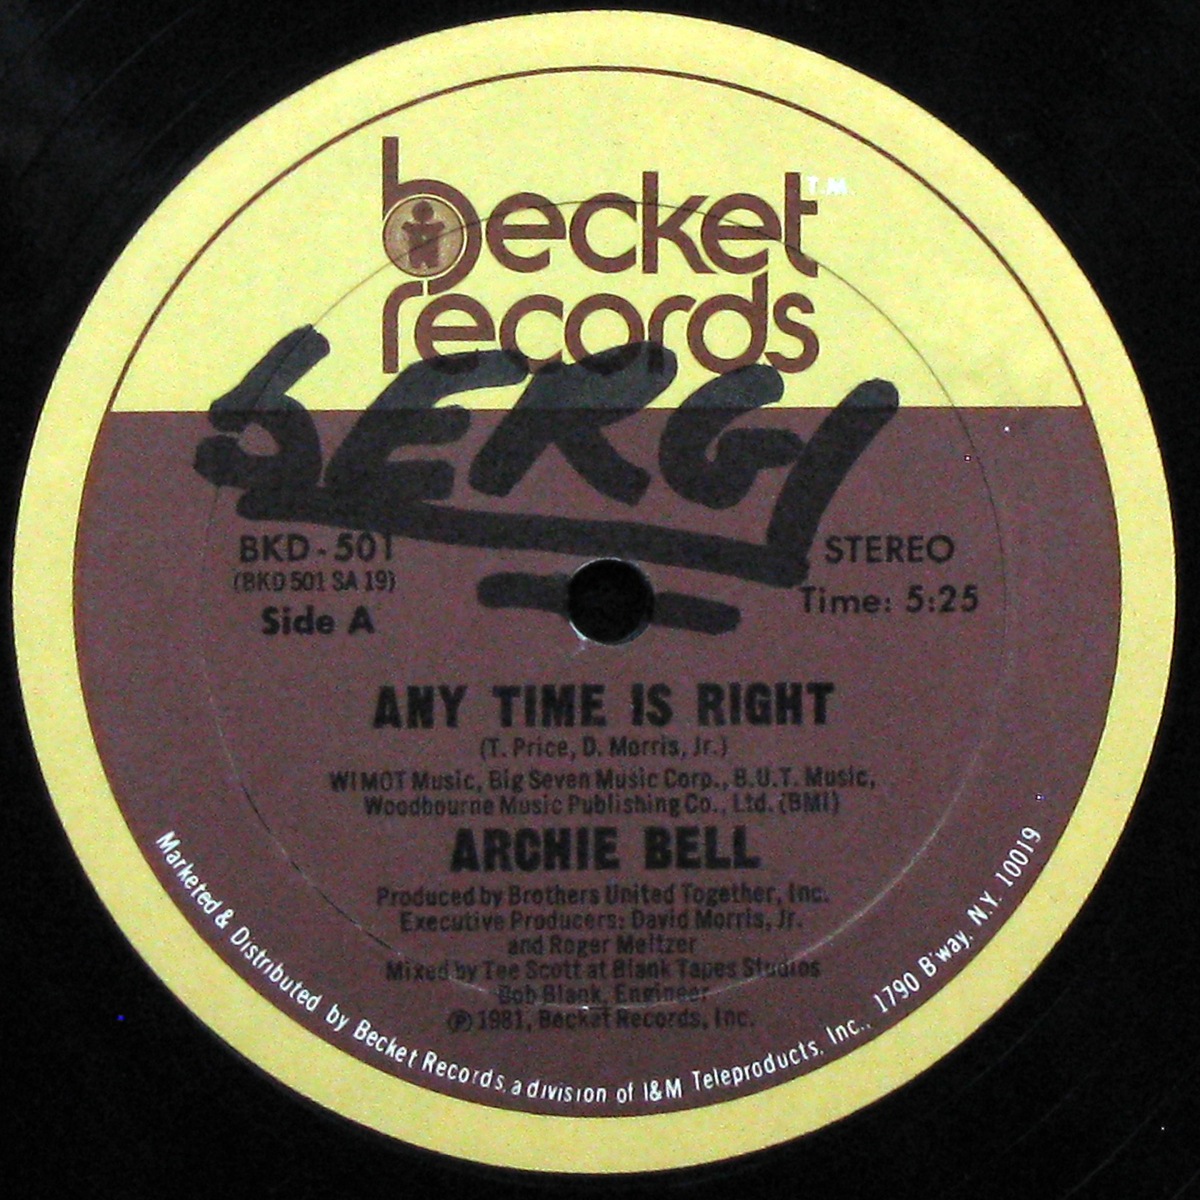 becket T.M.
records
SERGI
BKD - 501
(BKD 501 SA 19)
Side A
STEREO
Time: 5:25
ANY TIME IS RIGHT
(T. Price, D. Morris, Jr.)
WIMOT Music, Big Seven Music Corp., B.U.T. Music,
Woodbourne Music Publishing Co., Ltd. (BMI)
ARCHIE BELL
Produced by Brothers United Together, Inc.
Executive Producers: David Morris, Jr.
and Roger Meltzer
Mixed by Tee Scott at Blank Tapes Studios
Bob Blank, Engineer
Ⓟ 1981, Becket Records, Inc.
Marketed & Distributed by Becket Records, a division of I&M Teleproducts, Inc., 1790 B'way, N.Y. 10019